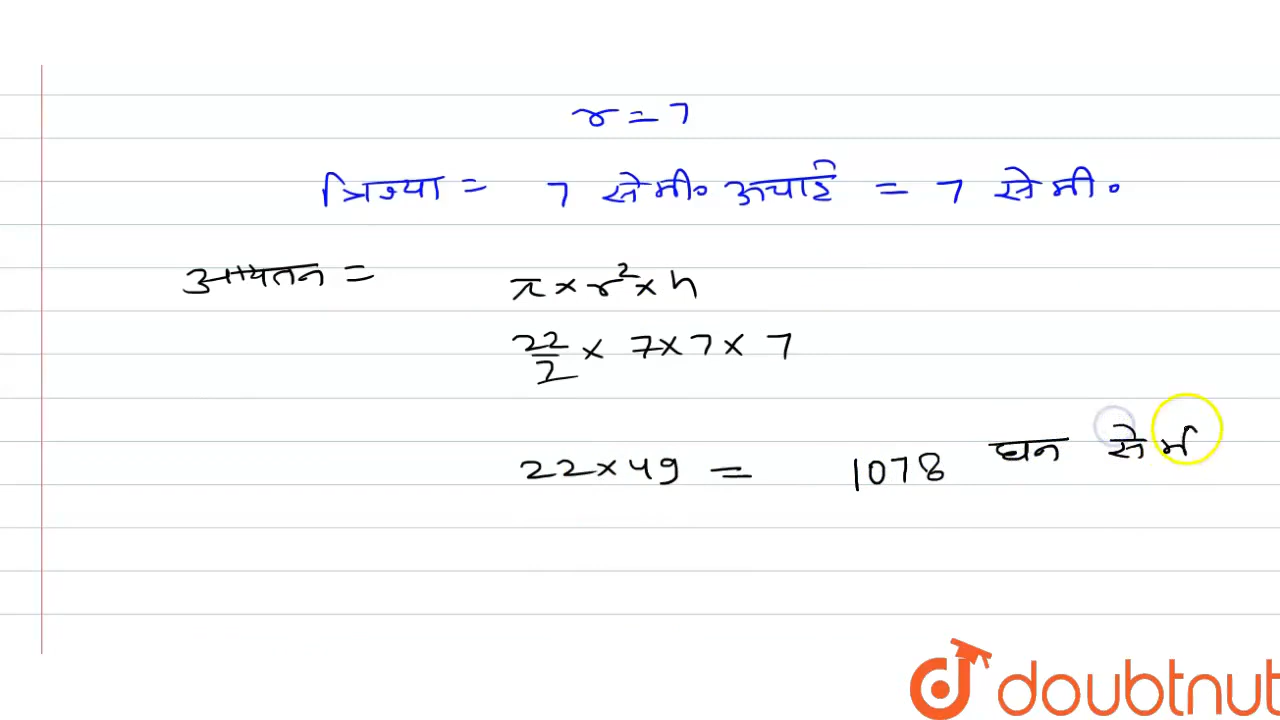 r = 7
त्रिज्या = 7 सेमी॰ ऊचाई = 7 सेमी॰
आयतन = π × r² × h
22/7 × 7 × 7 × 7
22 × 49 = 1078 घन सेम
doubtnut